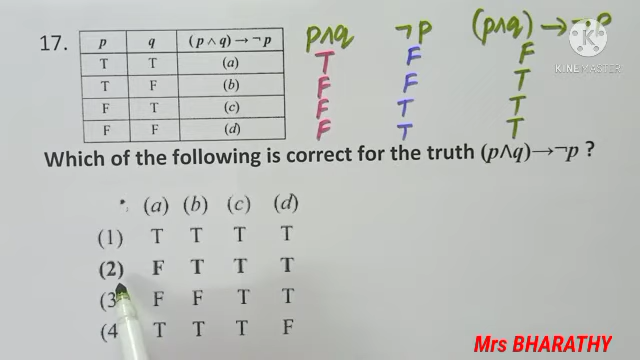 17.
p q (p ∧ q) → ¬p
T T (a)
T F (b)
F T (c)
F F (d)
p∧q ¬p (p∧q) → ¬p
T F F
F F T
F T T
F T T
KINEMASTER
Which of the following is correct for the truth (p∧q)→¬p ?
(a) (b) (c) (d)
(1) T T T T
(2) F T T T
(3 F F T T
(4 T T T F
Mrs BHARATHY